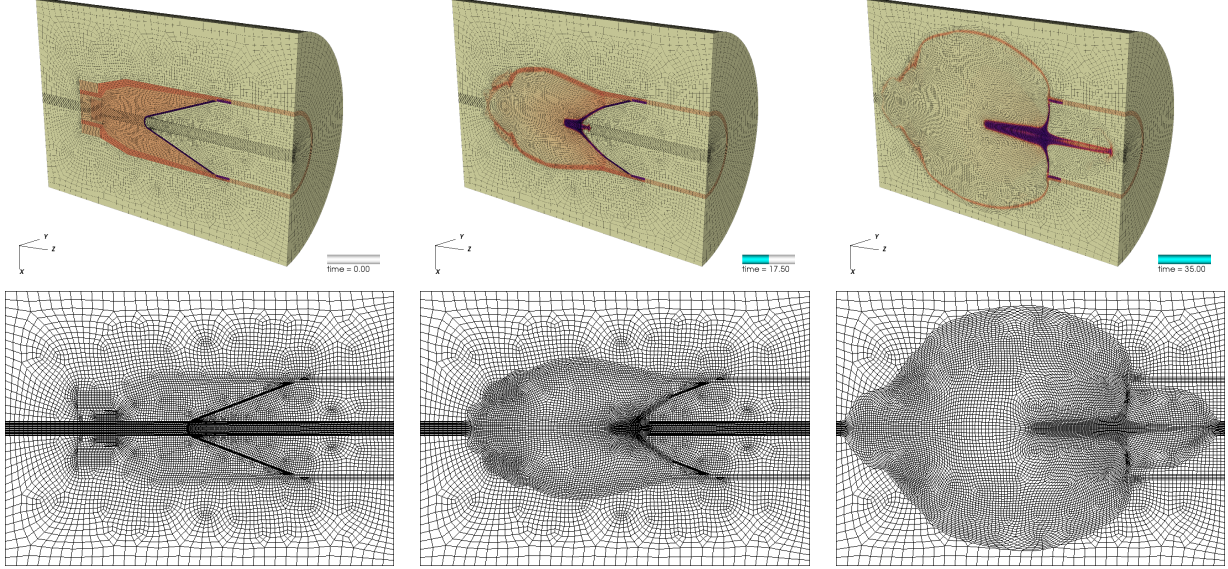 Y
Z
X
time = 0.00
Y
Z
X
time = 17.50
Y
Z
X
time = 35.00